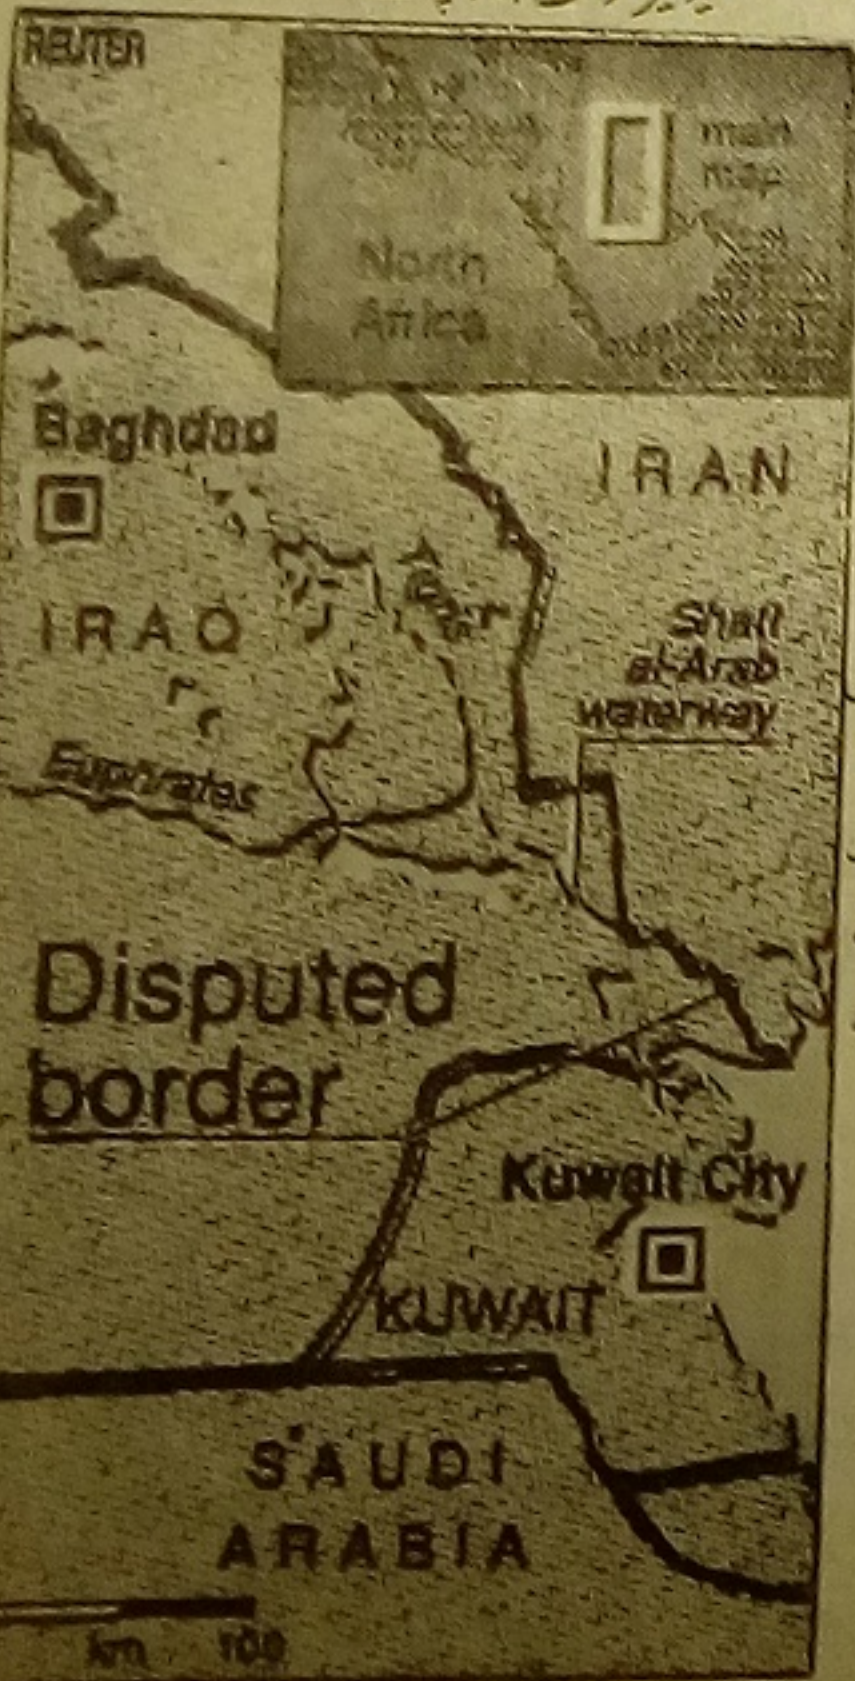 REUTER
main
map
North
Africa
Baghdad
IRAN
IRAQ
Shatt
al-Arab
waterway
Euphrates
Disputed
border
Kuwait City
KUWAIT
SAUDI
ARABIA
km 100